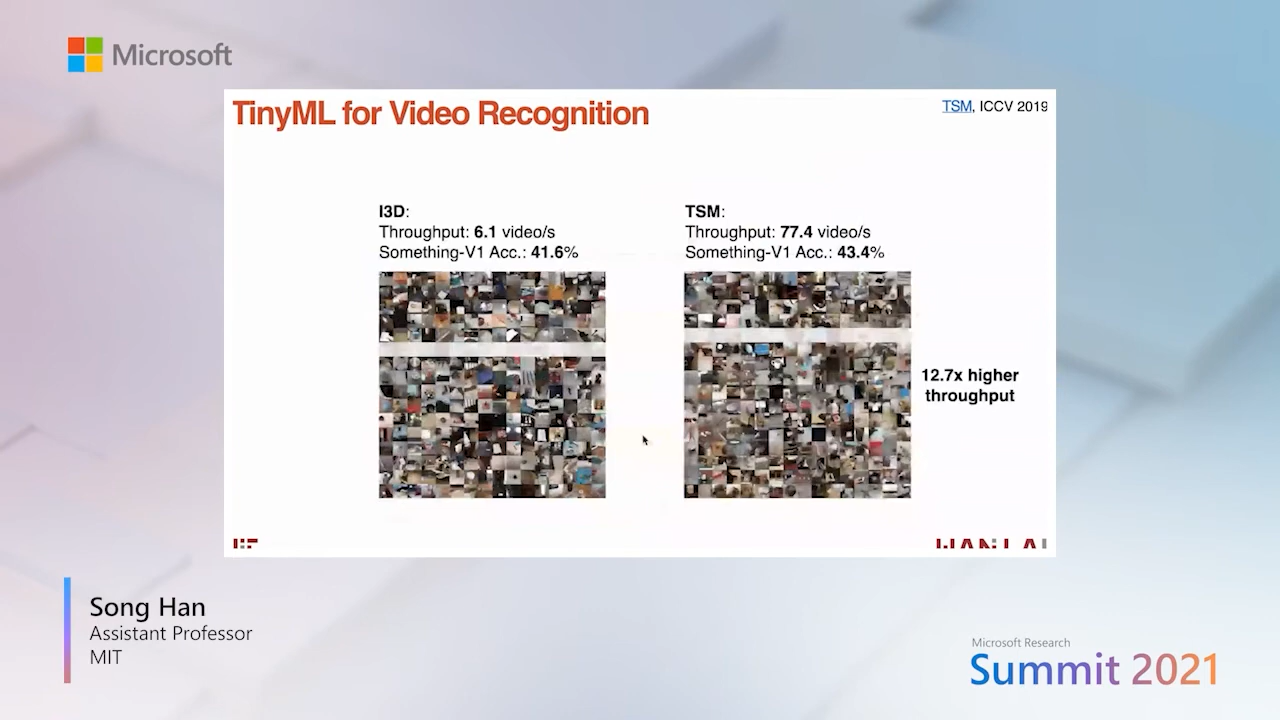 Microsoft
TinyML for Video Recognition
TSM, ICCV 2019
I3D:
Throughput: 6.1 video/s
Something-V1 Acc.: 41.6%
TSM:
Throughput: 77.4 video/s
Something-V1 Acc.: 43.4%
12.7x higher
throughput
Song Han
Assistant Professor
MIT
Microsoft Research
Summit 2021